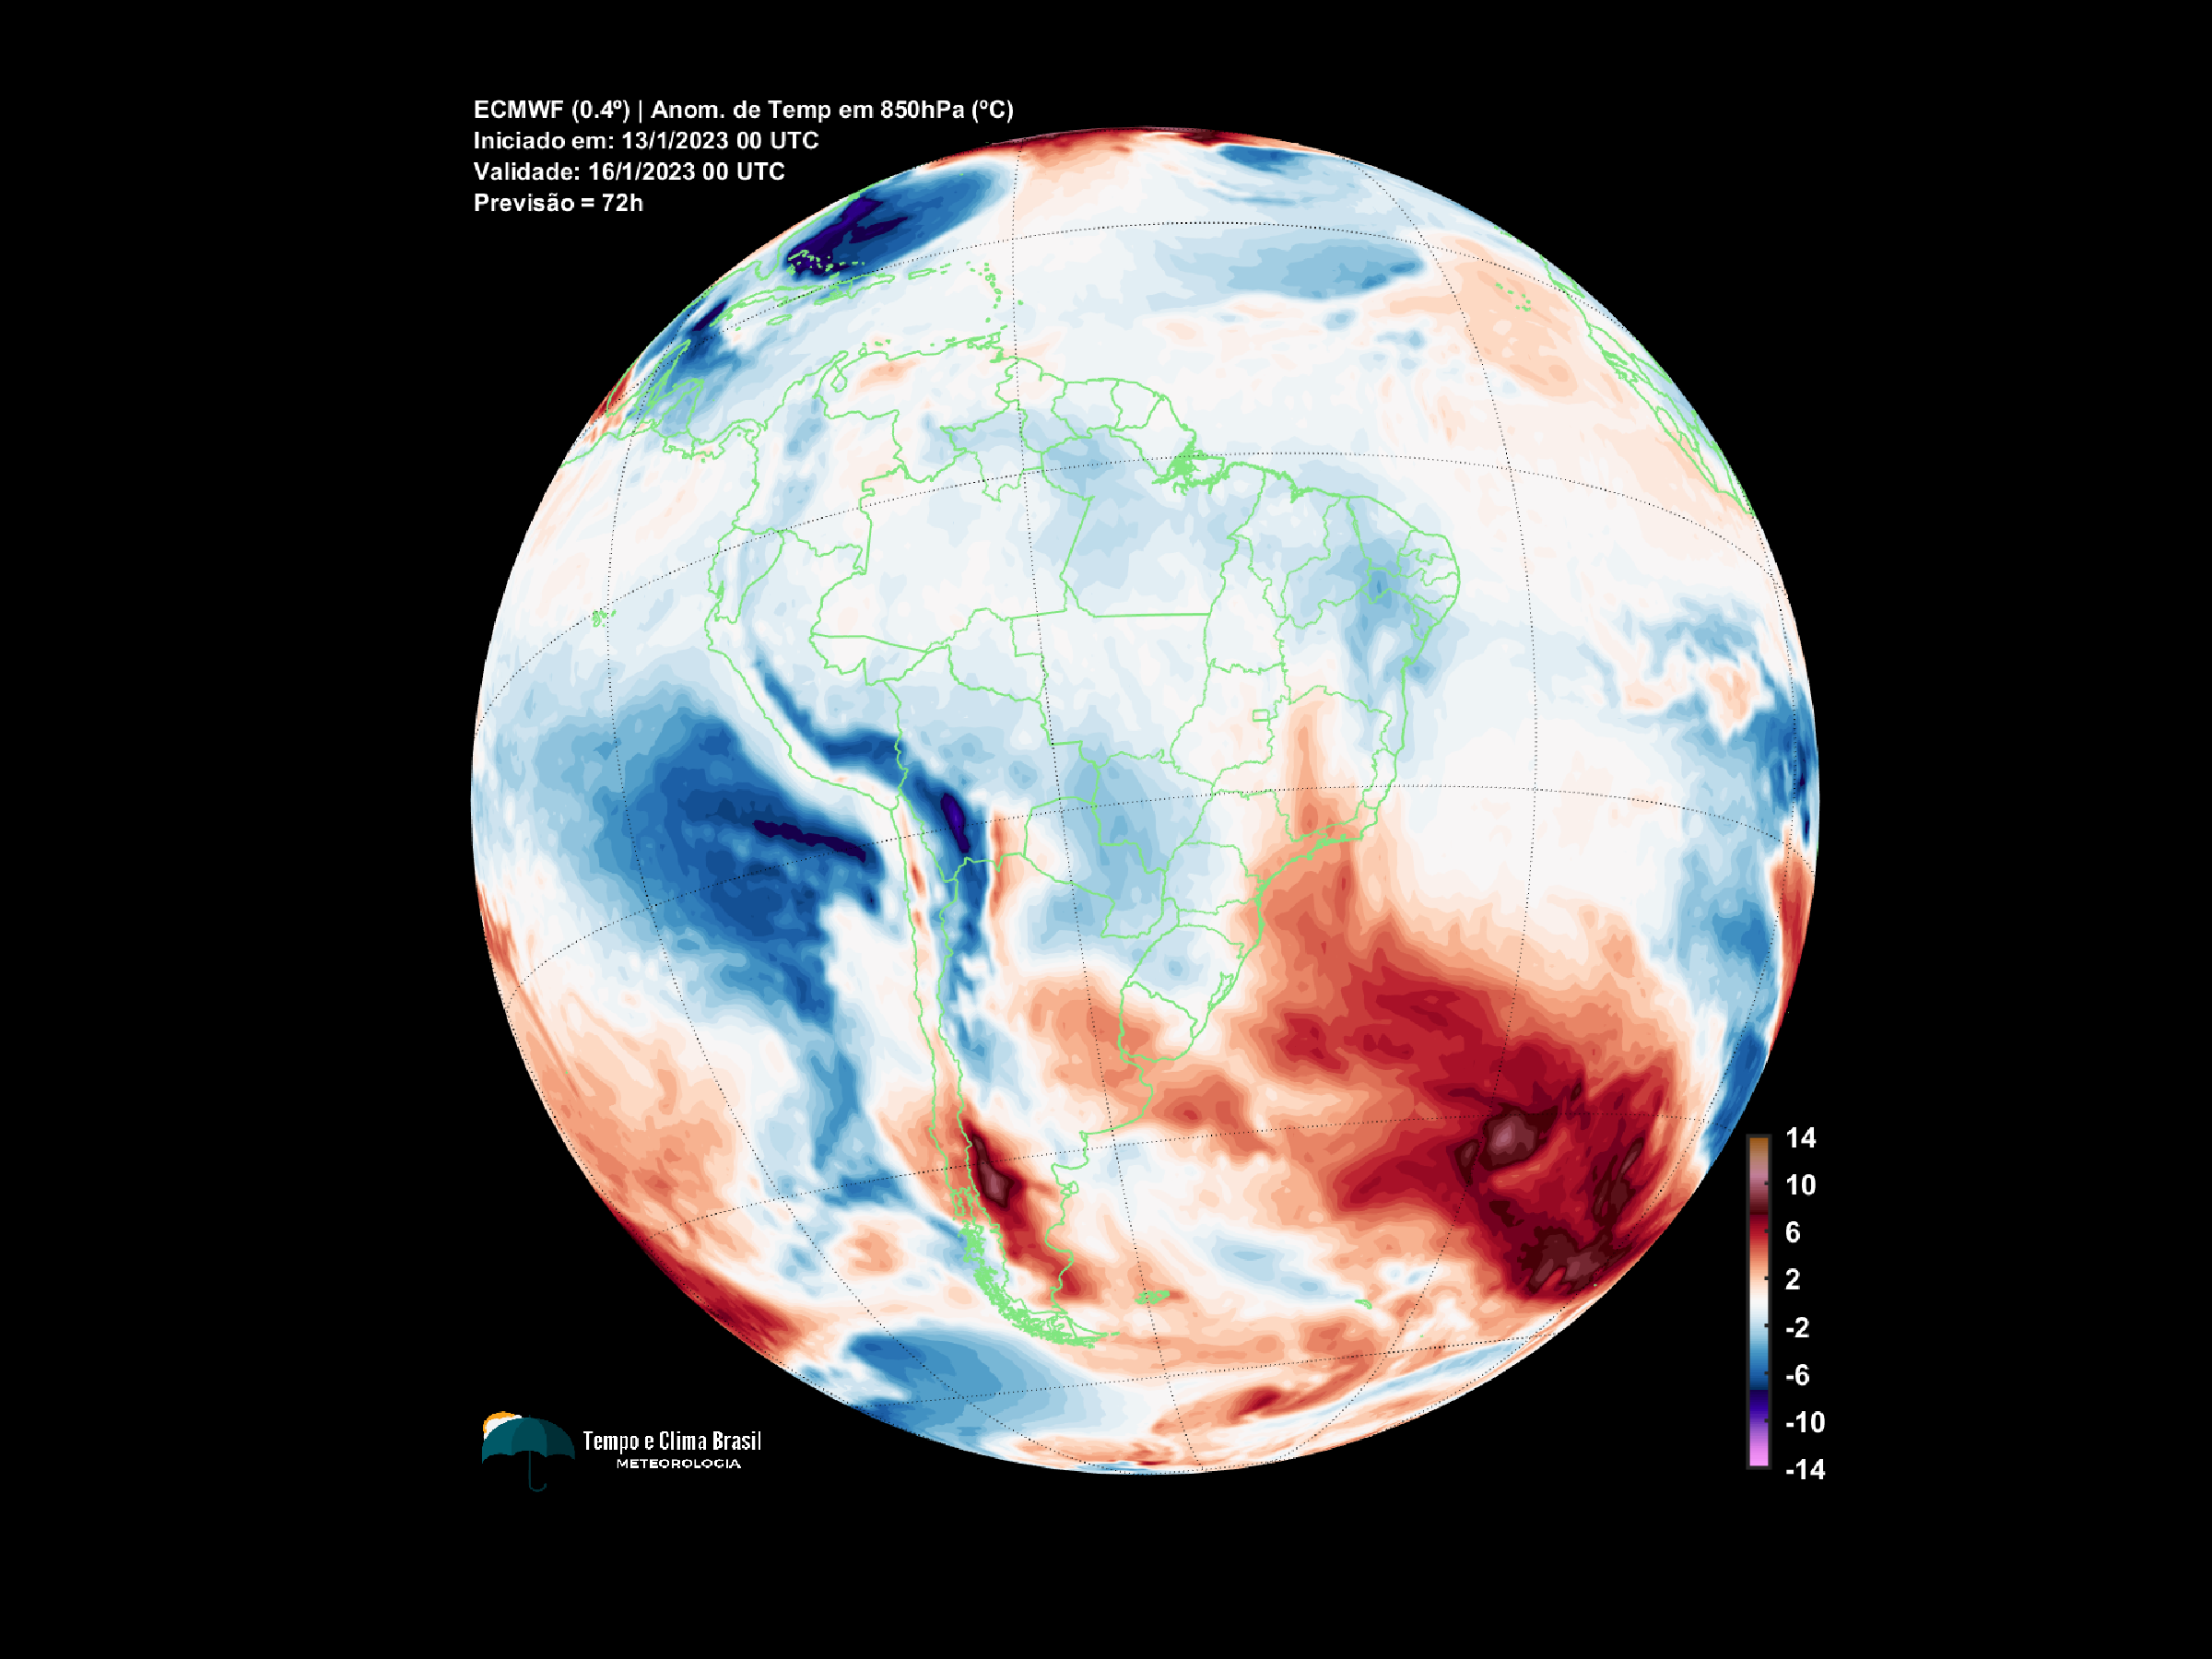 ECMWF (0.4º) | Anom. de Temp em 850hPa (ºC)
Iniciado em: 13/1/2023 00 UTC
Validade: 16/1/2023 00 UTC
Previsão = 72h
14
10
6
2
-2
-6
-10
-14
Tempo e Clima Brasil
METEOROLOGIA